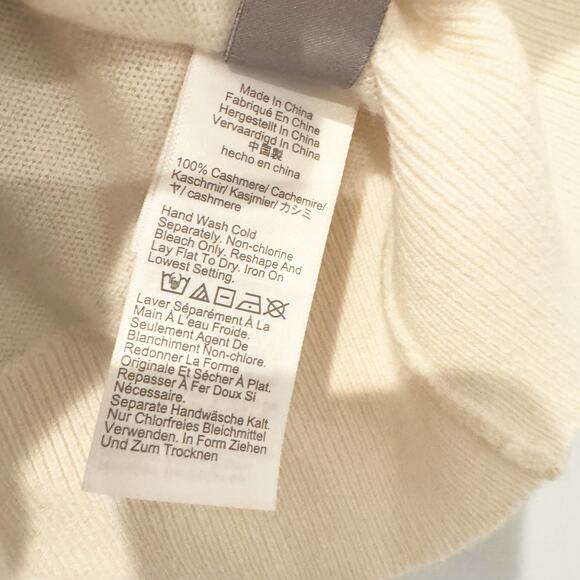 Made In China
Fabriqué En Chine
Hergestellt In China
Vervaardigd In China
中国製
hecho en china
100% Cashmere/ Cachemire/
Kaschmir/ Kasjmier/ カシミ
ヤ/ cashmere
Hand Wash Cold
Separately. Non-chlorine
Bleach Only. Reshape And
Lay Flat To Dry. Iron On
Lowest Setting.
Laver Séparément À La
Main À L'eau Froide.
Seulement Agent De
Blanchiment Non-chlore.
Redonner La Forme
Originale Et Sécher À Plat.
Repasser À Fer Doux Si
Nécessaire.
Separate Handwäsche Kalt.
Nur Chlorfreies Bleichmittel
Verwenden. In Form Ziehen
Und Zum Trocknen